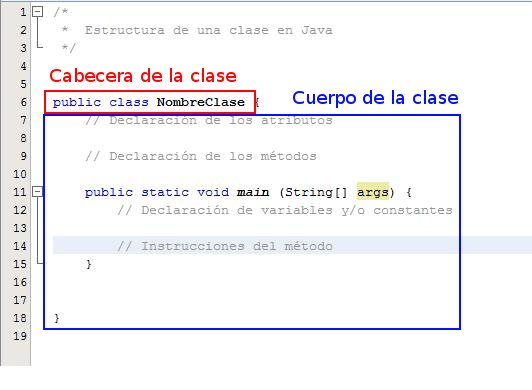 1 /*
2 * Estructura de una clase en Java
3 */
4
5
Cabecera de la clase
6 public class NombreClase {
Cuerpo de la clase
7 // Declaración de los atributos
8
9 // Declaración de los métodos
10
11 public static void main (String[] args) {
12 // Declaración de variables y/o constantes
13
14 // Instrucciones del método
15 }
16
17
18 }
19